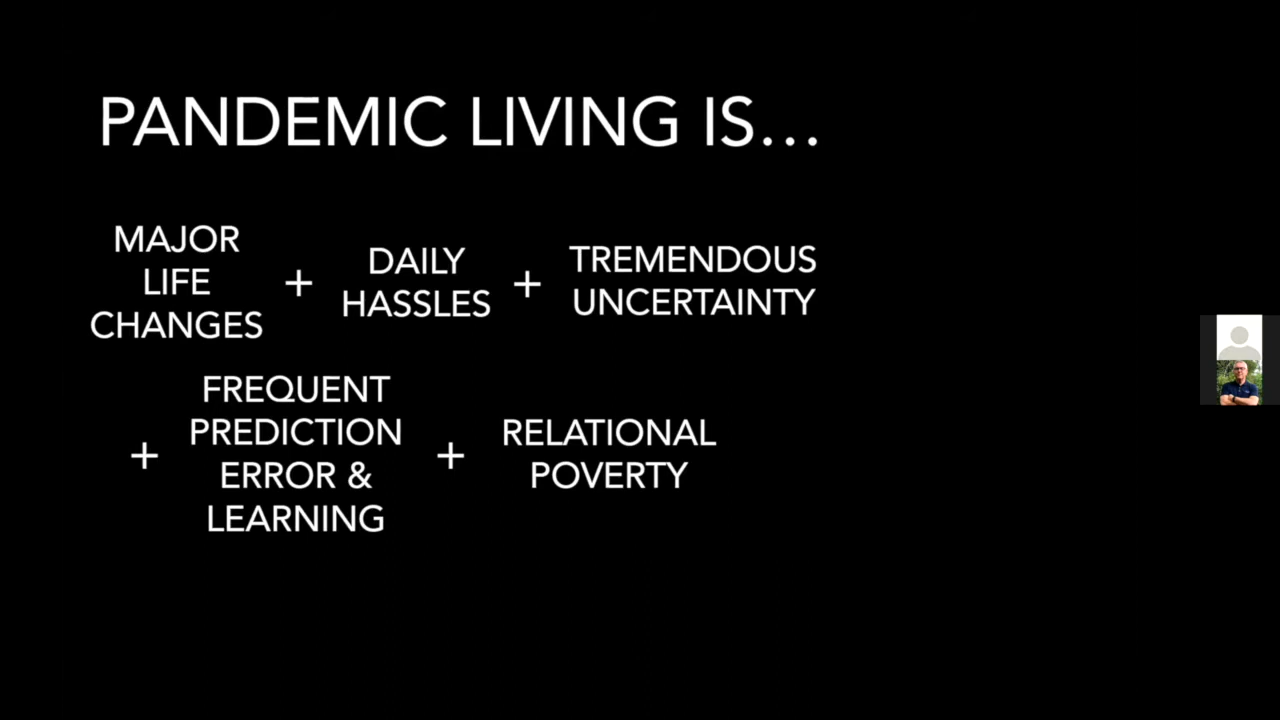 PANDEMIC LIVING IS...
MAJOR
LIFE
CHANGES
+
DAILY
HASSLES
+
TREMENDOUS
UNCERTAINTY
+
FREQUENT
PREDICTION
ERROR &
LEARNING
+
RELATIONAL
POVERTY